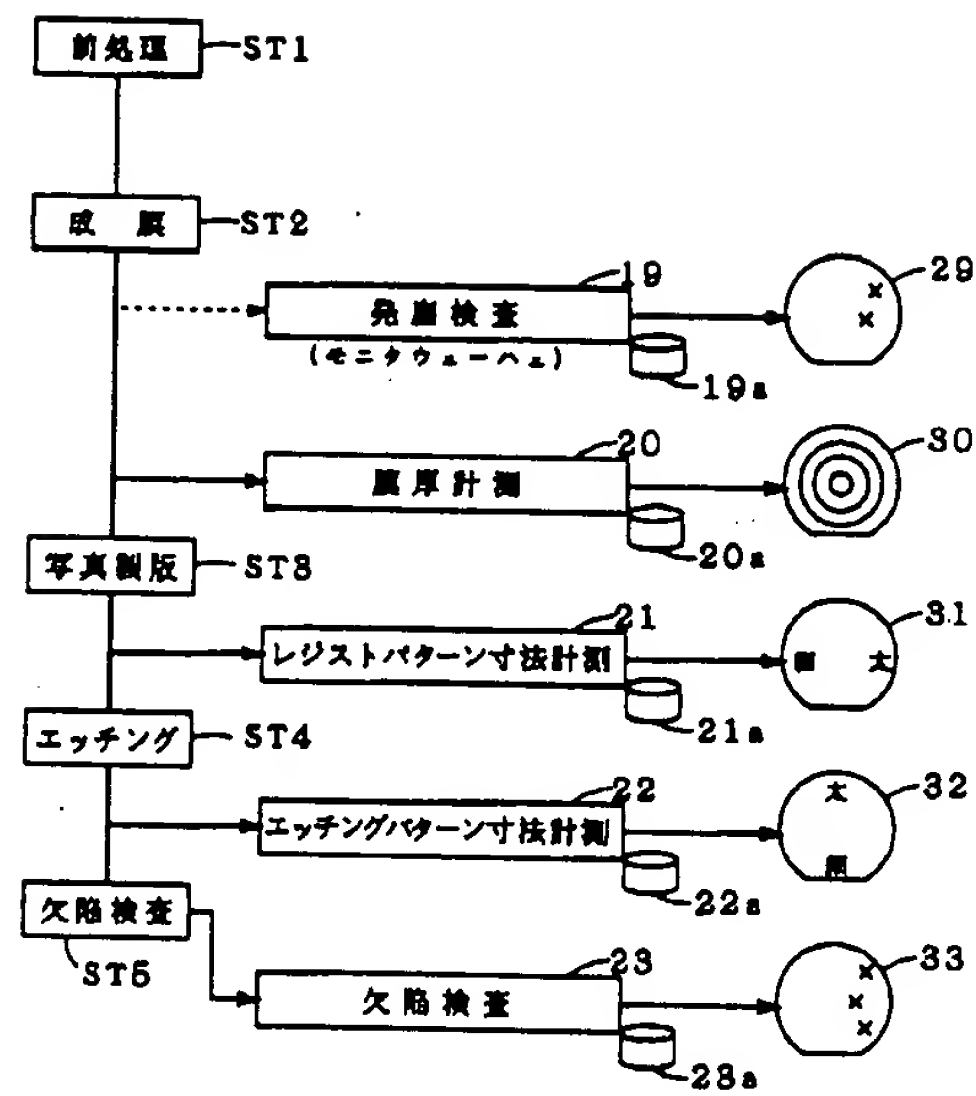 前処理 ST1
成膜 ST2
19
29
発塵検査
(モニタウェーハ)
19a
20
30
膜厚計測
20a
写真製版 ST3
21
31
レジストパターン寸法計測
細 太
21a
エッチング ST4
22
32
エッチングパターン寸法計測
太
細
22a
欠陥検査
ST5
23
33
欠陥検査
23a